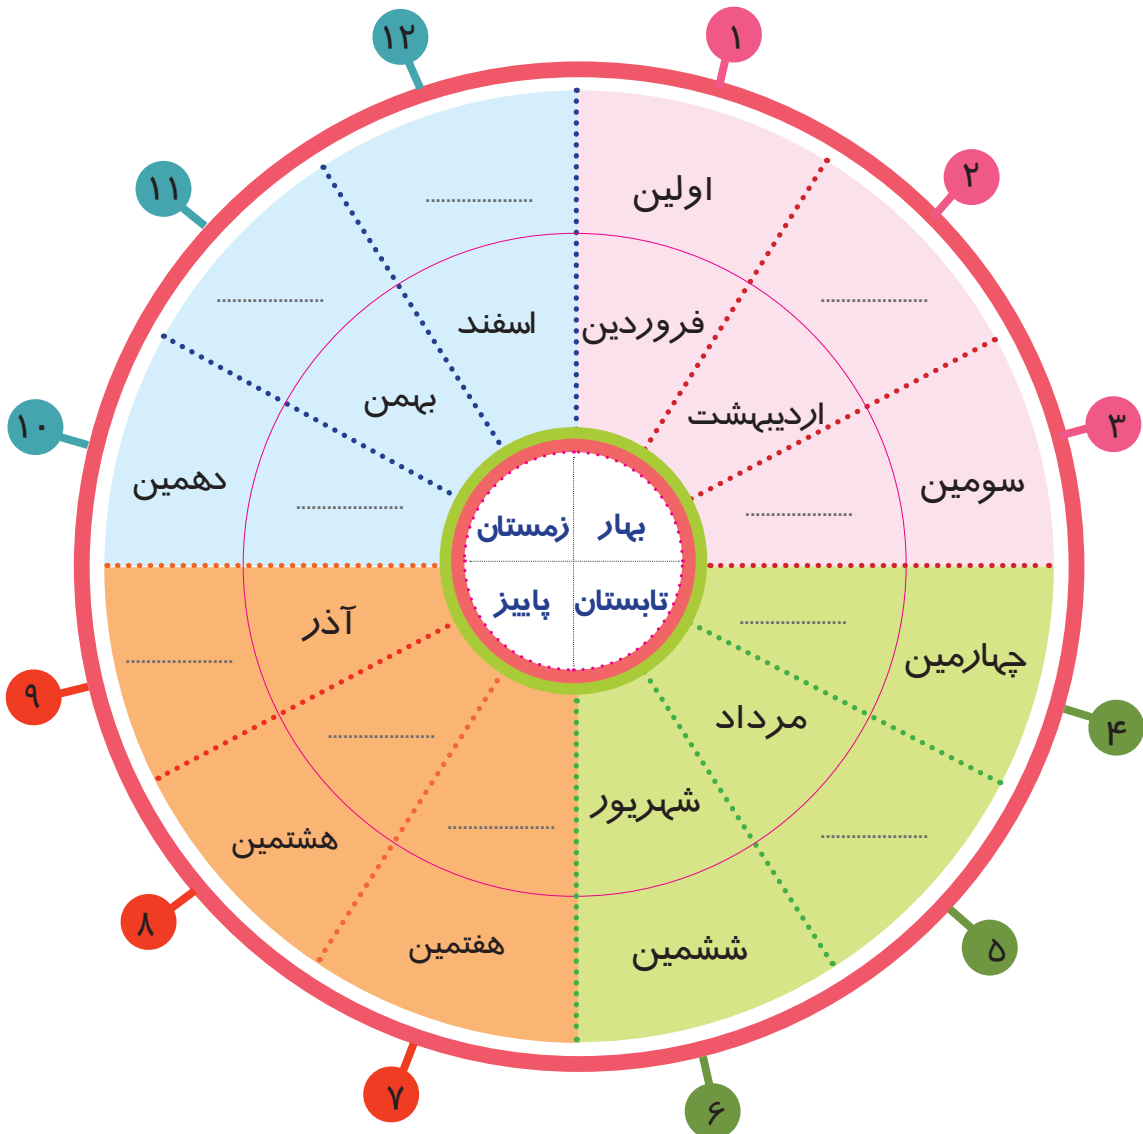 ۱
۲
۳
۴
۵
۶
۷
۸
۹
۱۰
۱۱
۱۲
اولین
....................
سومین
چهارمین
....................
ششمین
هفتمین
هشتمین
....................
دهمین
....................
....................
فروردین
اردیبهشت
....................
....................
مرداد
شهریور
....................
....................
آذر
....................
بهمن
اسفند
بهار
زمستان
تابستان
پاییز